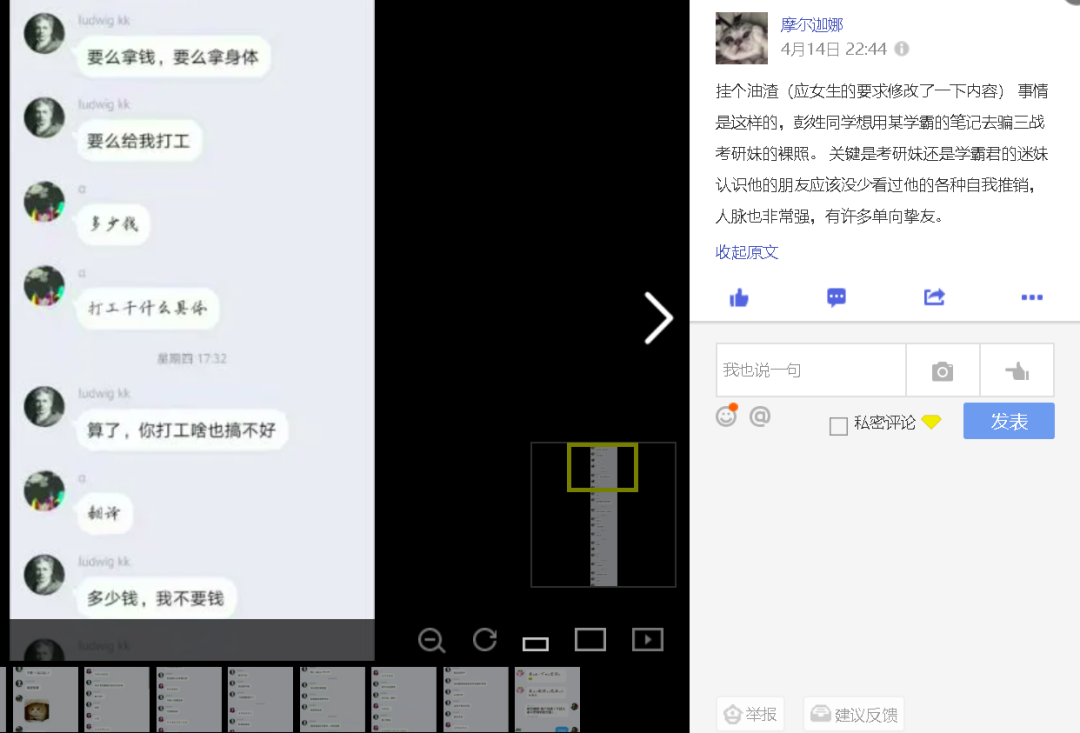 ludwig kk
要么拿钱，要么拿身体
ludwig kk
要么给我打工
α
多少钱
α
打工干什么具体
星期四 17:32
ludwig kk
算了，你打工啥也搞不好
α
翻译
ludwig kk
多少钱，我不要钱
ludwig kk
摩尔迦娜
4月14日 22:44
挂个油渣（应女生的要求修改了一下内容） 事情
是这样的，彭姓同学想用某学霸的笔记去骗三战
考研妹的裸照。 关键是考研妹还是学霸君的迷妹
认识他的朋友应该没少看过他的各种自我推销，
人脉也非常强，有许多单向挚友。
收起原文
我也说一句
私密评论
发表
举报
建议反馈